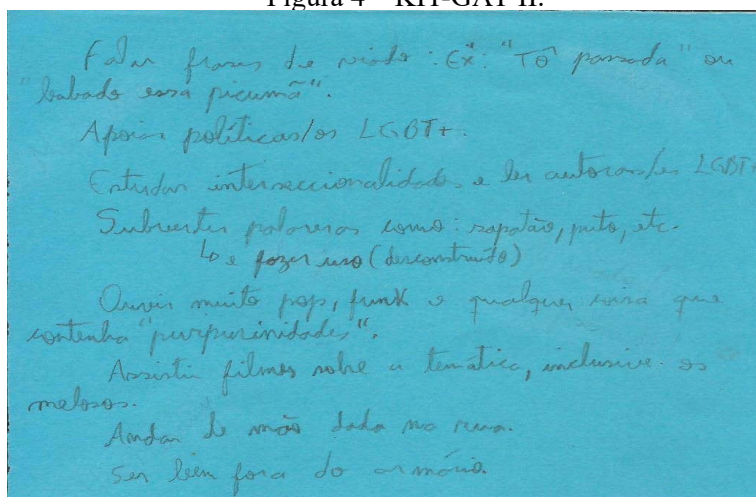 Figura 4 – KIT-GAY II.
Falar frases de viado: Ex: "TÔ passada" ou
"babado essa picumã".
Apoiar políticas/os LGBT+.
Estudar interseccionalidades e ler autoras/es LGBT+
Subverter palavras como: sapatão, puto, etc.
↳ e fazer uso (desconstruído)
Ouvir muito pop, funk e qualquer coisa que
contenha "purpurinidades".
Assistir filmes sobre a temática, inclusive os
melosos.
Andar de mão dada na rua.
Ser bem fora do armário.